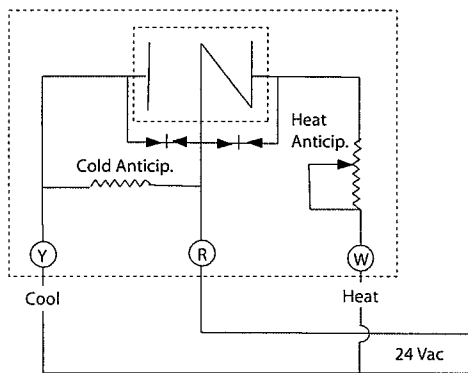 Heat
Anticip.
Cold Anticip.
Y
R
W
Cool
Heat
24 Vac